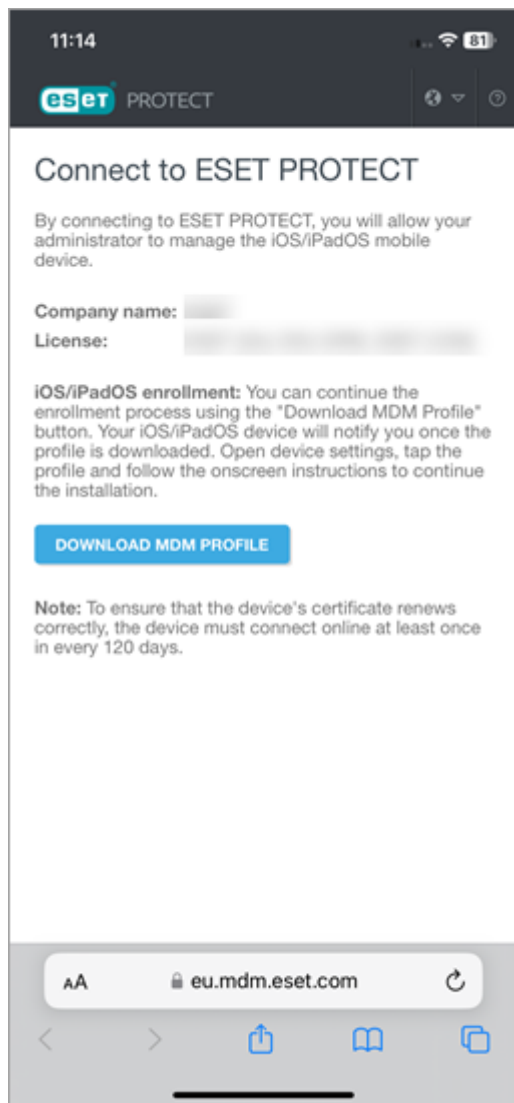 11:14
81
eset PROTECT
Connect to ESET PROTECT
By connecting to ESET PROTECT, you will allow your
administrator to manage the iOS/iPadOS mobile
device.
Company name:
License:
iOS/iPadOS enrollment: You can continue the
enrollment process using the "Download MDM Profile"
button. Your iOS/iPadOS device will notify you once the
profile is downloaded. Open device settings, tap the
profile and follow the onscreen instructions to continue
the installation.
DOWNLOAD MDM PROFILE
Note: To ensure that the device's certificate renews
correctly, the device must connect online at least once
in every 120 days.
AA eu.mdm.eset.com